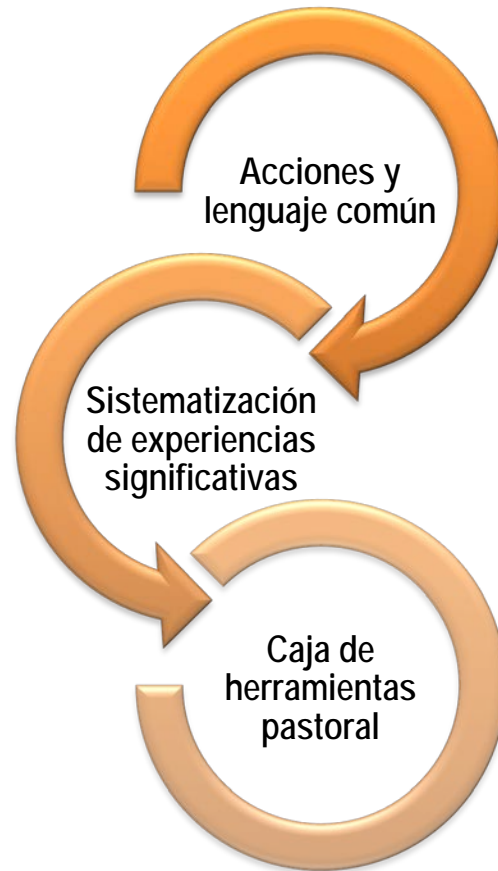 Acciones y
lenguaje común
Sistematización
de experiencias
significativas
Caja de
herramientas
pastoral